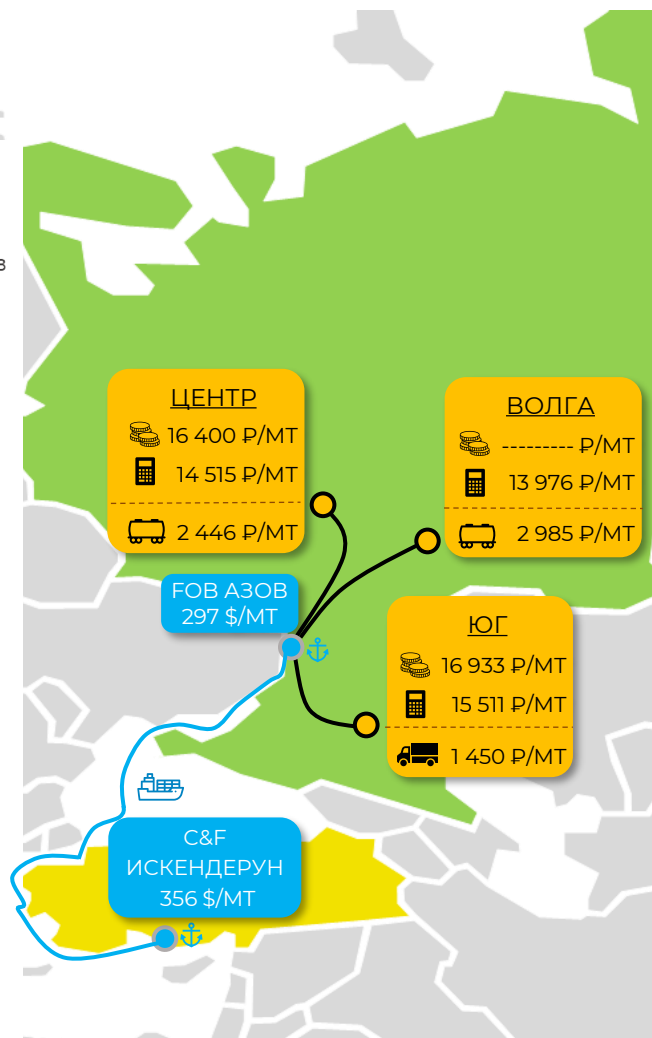 в
ЦЕНТР
16 400 ₽/МТ
14 515 ₽/МТ
2 446 ₽/МТ
ВОЛГА
--------- ₽/МТ
13 976 ₽/МТ
2 985 ₽/МТ
FОВ АЗОВ
297 $/МТ
ЮГ
16 933 ₽/МТ
15 511 ₽/МТ
1 450 ₽/МТ
C&F
ИСКЕНДЕРУН
356 $/МТ